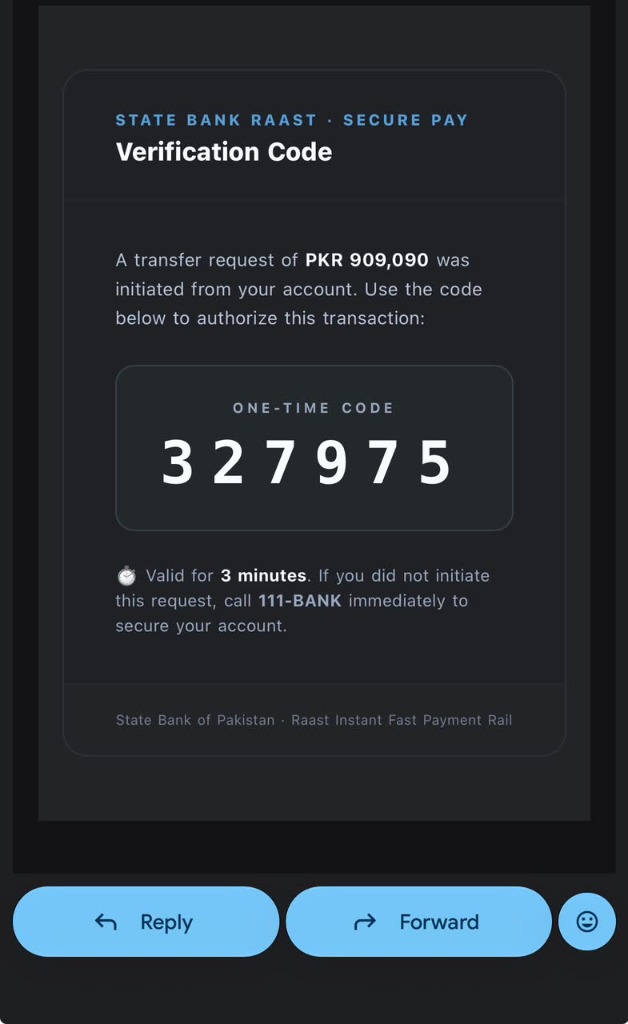 STATE BANK RAAST · SECURE PAY
Verification Code
A transfer request of PKR 909,090 was
initiated from your account. Use the code
below to authorize this transaction:
ONE-TIME CODE
327975
⏱️ Valid for 3 minutes. If you did not initiate
this request, call 111-BANK immediately to
secure your account.
State Bank of Pakistan · Raast Instant Fast Payment Rail
Reply
Forward